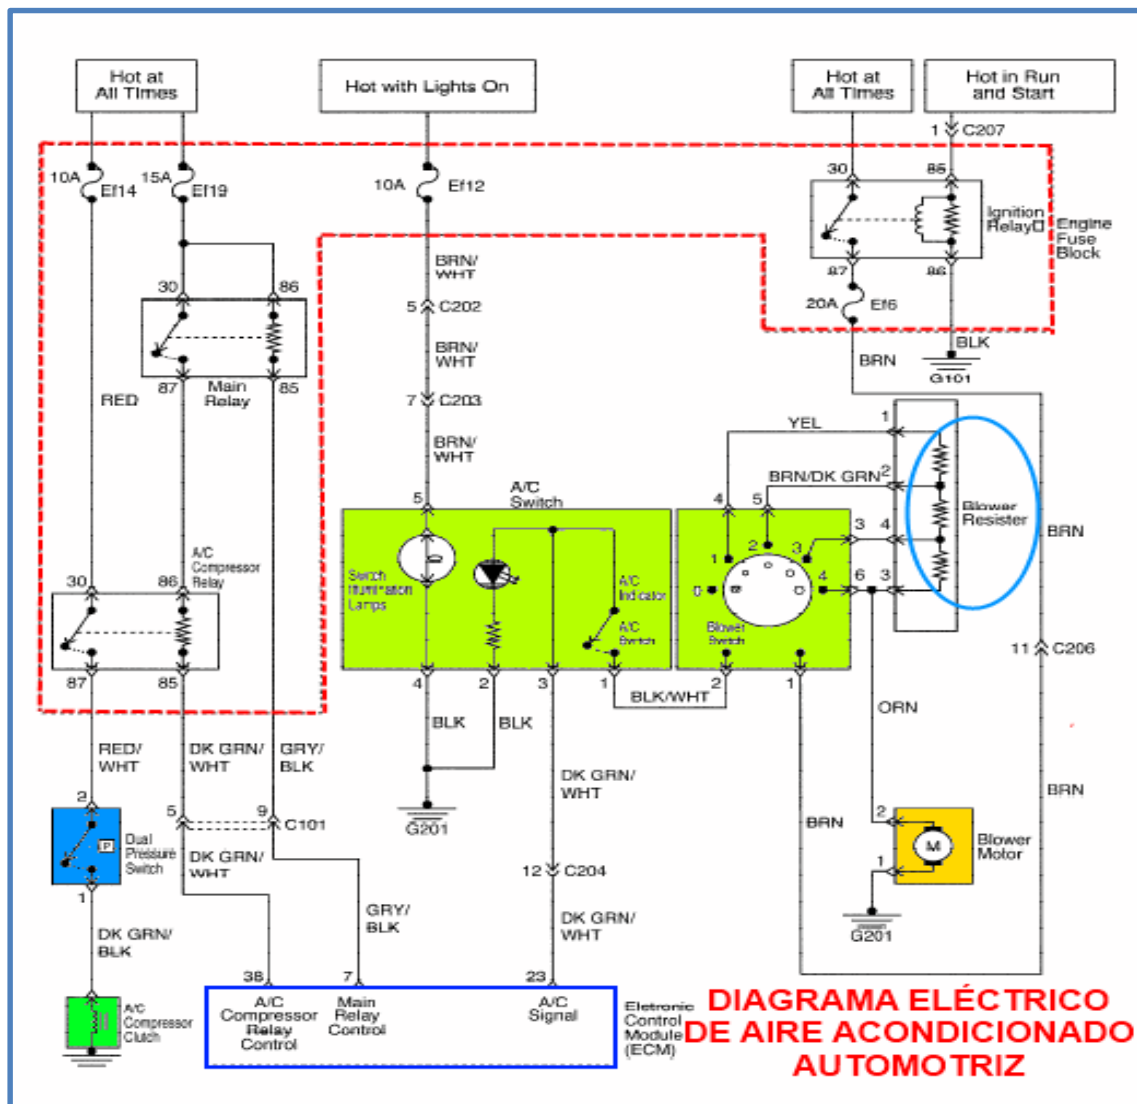 Hot at
All Times
Hot with Lights On
Hot at
All Times
Hot in Run
and Start
1
C207
10A
Ef14
15A
Ef19
10A
Ef12
30
85
Ignition
Relay
Engine
Fuse
Block
87
86
20A
Ef6
BRN/
WHT
5
C202
BRN/
WHT
7
C203
BRN/
WHT
30
86
87
85
Main
Relay
RED
BRN
BLK
G101
1
YEL
BRN/DK GRN
2
Blower
Resister
BRN
A/C
Switch
5
4
5
3
4
1
2
3
4
6
3
0
Switch
Illumination
Lamps
A/C
Indicator
A/C
Switch
Blower
Switch
A/C
Compressor
Relay
30
86
87
85
4
2
3
1
2
1
BLK/WHT
11
C206
BLK
BLK
ORN
RED/
WHT
DK GRN/
WHT
GRY/
BLK
DK GRN/
WHT
BRN
BRN
G201
2
P
Dual
Pressure
Switch
1
5
9
C101
DK GRN/
WHT
2
M
1
Blower
Motor
12
C204
GRY/
BLK
DK GRN/
WHT
G201
DK GRN/
BLK
38
7
23
A/C
Compressor
Clutch
A/C
Compressor
Relay
Control
Main
Relay
Control
A/C
Signal
Eletronic
Control
Module
(ECM)
DIAGRAMA ELÉCTRICO
DE AIRE ACONDICIONADO
AUTOMOTRIZ